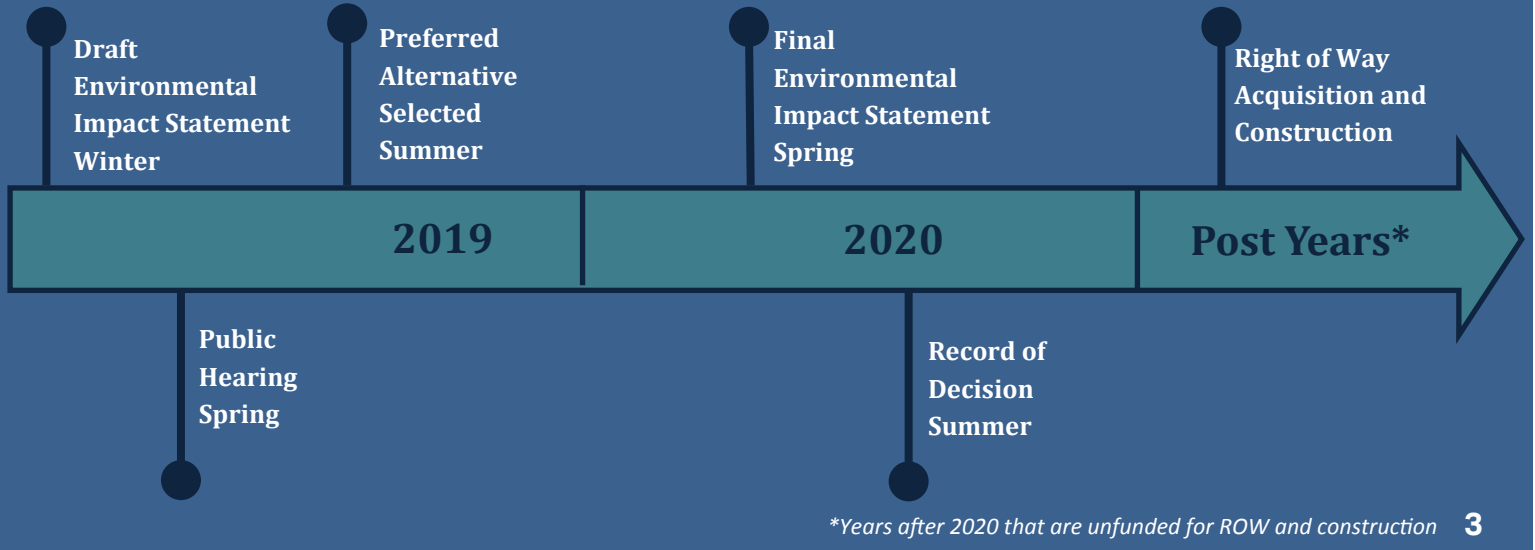 Draft
Environmental
Impact Statement
Winter
Preferred
Alternative
Selected
Summer
Final
Environmental
Impact Statement
Spring
Right of Way
Acquisition and
Construction
2019
2020
Post Years*
Public
Hearing
Spring
Record of
Decision
Summer
*Years after 2020 that are unfunded for ROW and construction 3